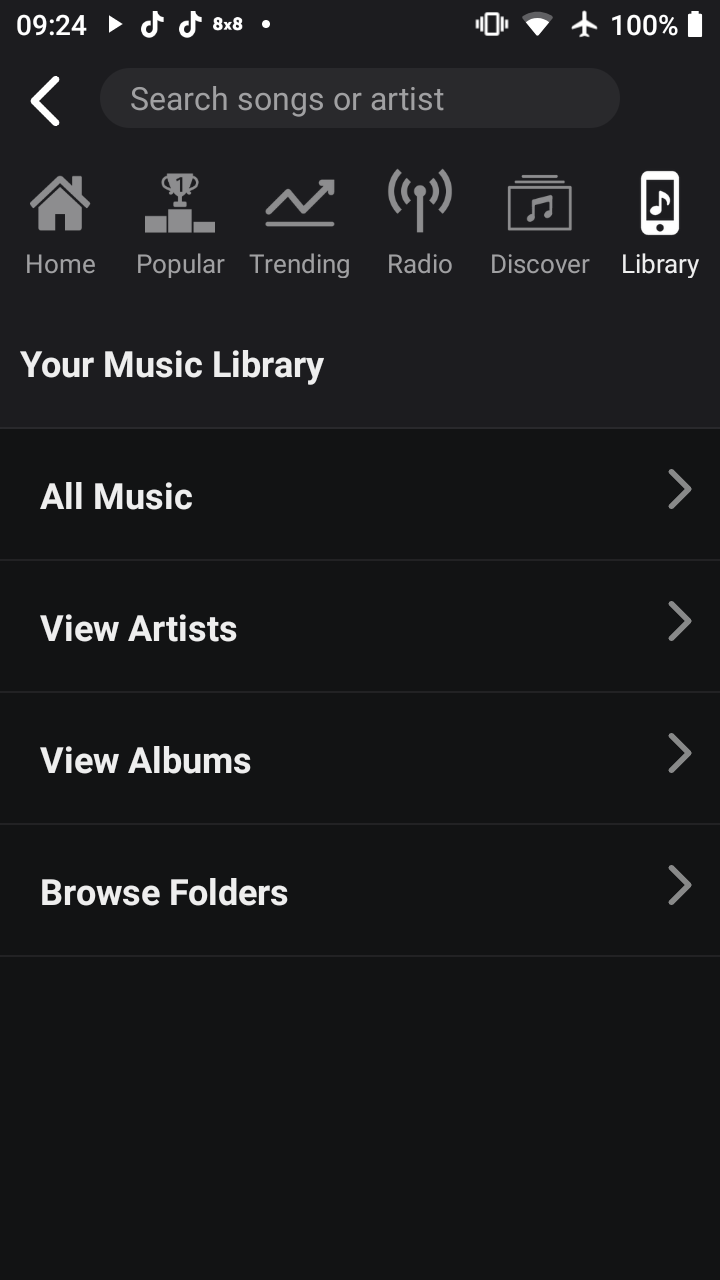 09:24 8x8 100%
Search songs or artist
1
Home Popular Trending Radio Discover Library
Your Music Library
All Music
View Artists
View Albums
Browse Folders